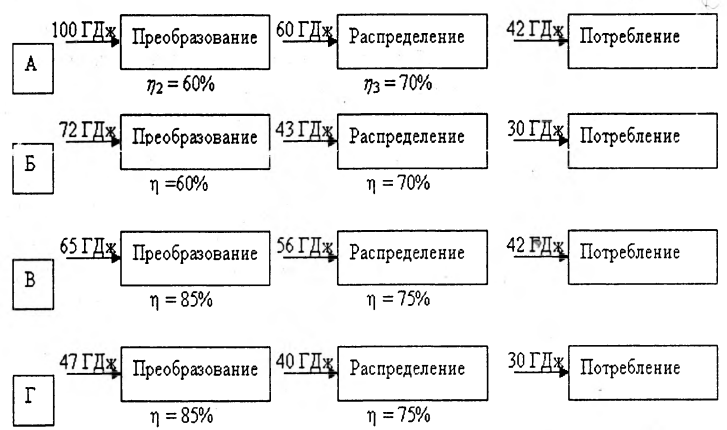 100 ГДж Преобразование 60 ГДж Распределение 42 ГДж Потребление
А
η₂ = 60% η₃ = 70%
72 ГДж Преобразование 43 ГДж Распределение 30 ГДж Потребление
Б
η =60% η = 70%
65 ГДж Преобразование 56 ГДж Распределение 42 ГДж Потребление
В
η = 85% η = 75%
47 ГДж Преобразование 40 ГДж Распределение 30 ГДж Потребление
Г
η = 85% η = 75%